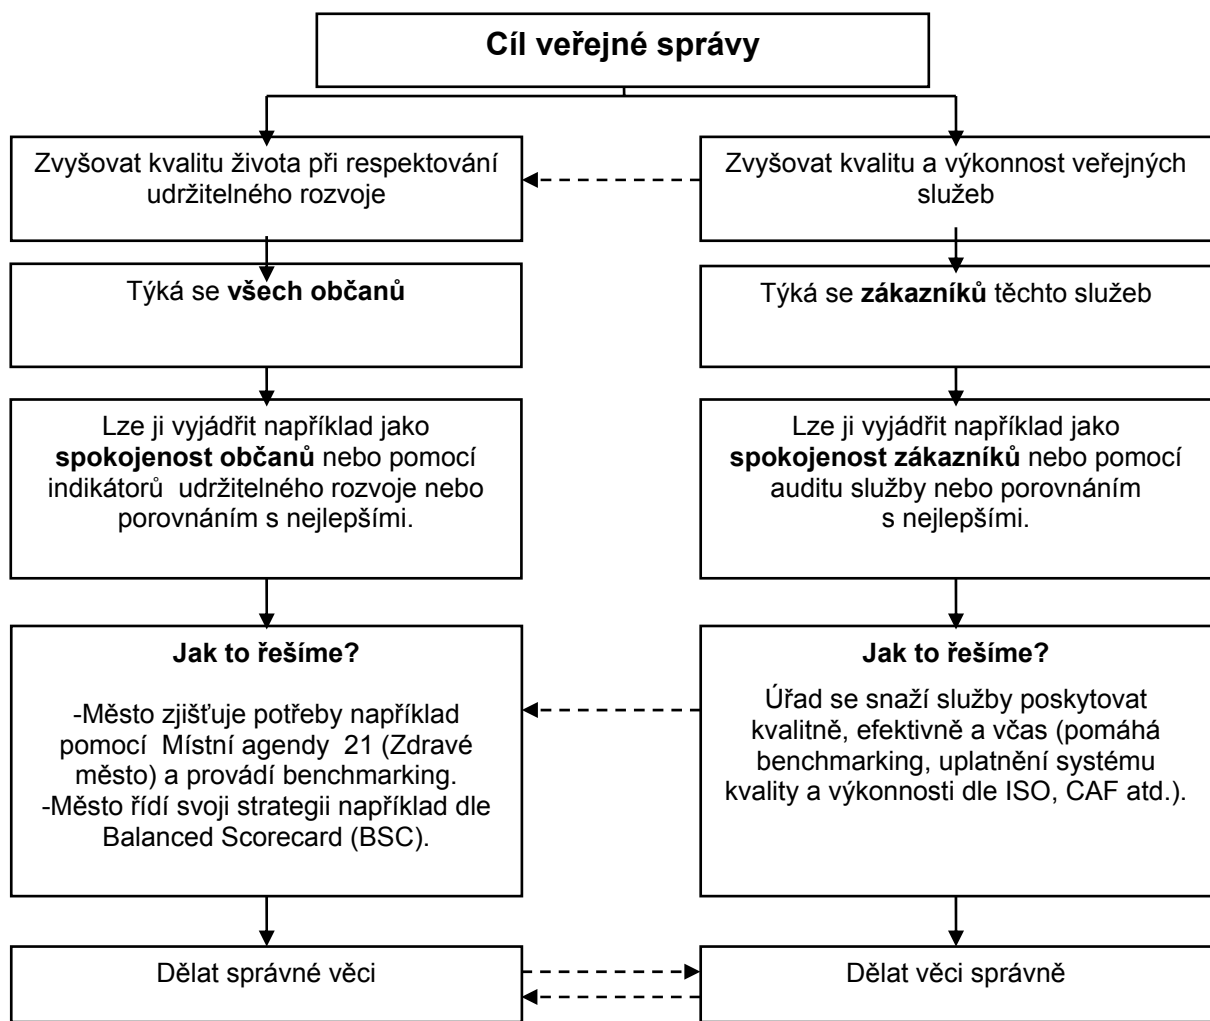 Cíl veřejné správy
Zvyšovat kvalitu života při respektování
udržitelného rozvoje
Týká se všech občanů
Lze ji vyjádřit například jako
spokojenost občanů nebo pomocí
indikátorů udržitelného rozvoje nebo
porovnáním s nejlepšími.
Jak to řešíme?
-Město zjišťuje potřeby například
pomocí Místní agendy 21 (Zdravé
město) a provádí benchmarking.
-Město řídí svoji strategii například dle
Balanced Scorecard (BSC).
Dělat správné věci
Zvyšovat kvalitu a výkonnost veřejných
služeb
Týká se zákazníků těchto služeb
Lze ji vyjádřit například jako
spokojenost zákazníků nebo pomocí
auditu služby nebo porovnáním
s nejlepšími.
Jak to řešíme?
Úřad se snaží služby poskytovat
kvalitně, efektivně a včas (pomáhá
benchmarking, uplatnění systému
kvality a výkonnosti dle ISO, CAF atd.).
Dělat věci správně